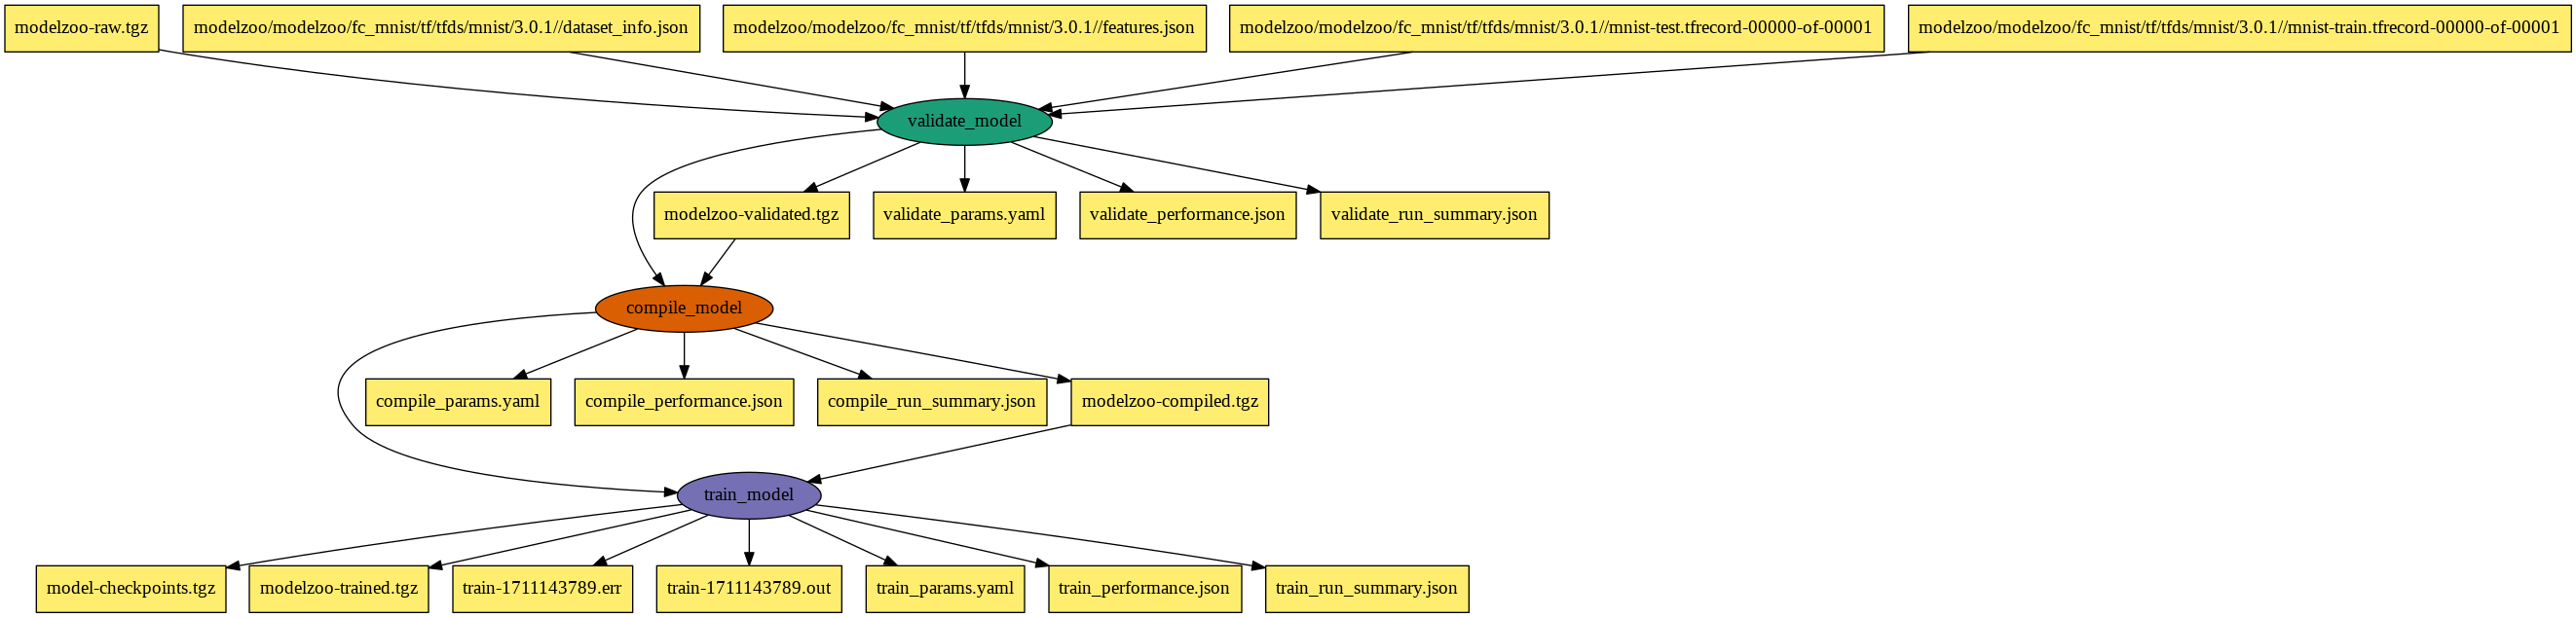 modelzoo-raw.tgz
modelzoo/modelzoo/fc_mnist/tf/tfds/mnist/3.0.1//dataset_info.json
modelzoo/modelzoo/fc_mnist/tf/tfds/mnist/3.0.1//features.json
modelzoo/modelzoo/fc_mnist/tf/tfds/mnist/3.0.1//mnist-test.tfrecord-00000-of-00001
modelzoo/modelzoo/fc_mnist/tf/tfds/mnist/3.0.1//mnist-train.tfrecord-00000-of-00001
validate_model
modelzoo-validated.tgz
validate_params.yaml
validate_performance.json
validate_run_summary.json
compile_model
compile_params.yaml
compile_performance.json
compile_run_summary.json
modelzoo-compiled.tgz
train_model
model-checkpoints.tgz
modelzoo-trained.tgz
train-1711143789.err
train-1711143789.out
train_params.yaml
train_performance.json
train_run_summary.json